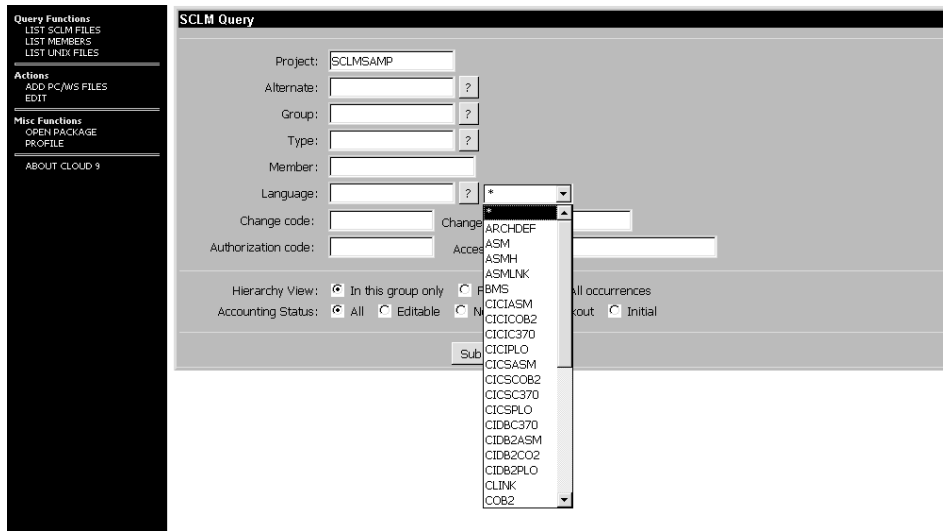 Query Functions
LIST SCLM FILES
LIST MEMBERS
LIST UNIX FILES
Actions
ADD PC/WS FILES
EDIT
Misc Functions
OPEN PACKAGE
PROFILE
ABOUT CLOUD 9
SCLM Query
Project: SCLMSAMP
Alternate: ?
Group: ?
Type: ?
Member:
Language: ? *
Change code: Change
Authorization code: Acces
Hierarchy View: In this group only F All occurrences
Accounting Status: All Editable N out Initial
Sub
*
ARCHDEF
ASM
ASMH
ASMLNK
BMS
CICIASM
CICICOB2
CICIC370
CICIPLO
CICSASM
CICSCOB2
CICSC370
CICSPLO
CIDBC370
CIDB2ASM
CIDB2CO2
CIDB2PLO
CLINK
COB2